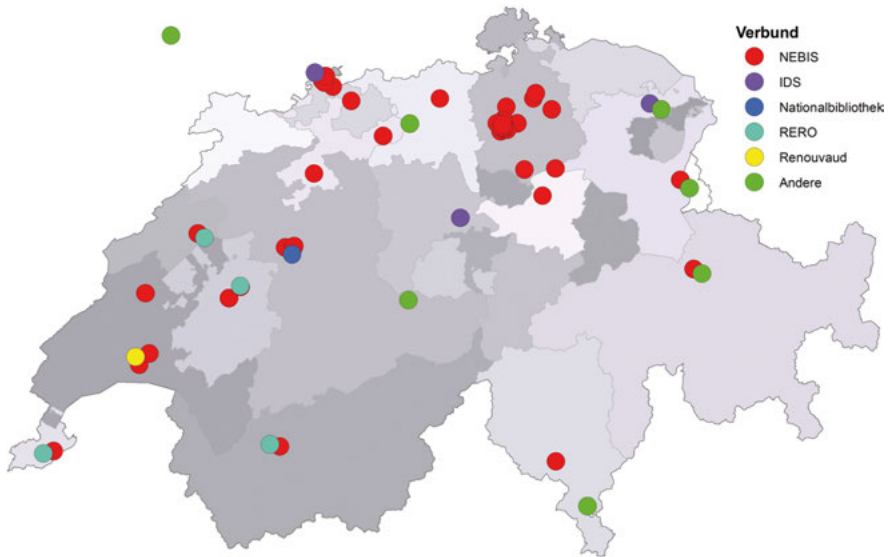 Verbund
NEBIS
IDS
Nationalbibliothek
RERO
Renouvaud
Andere